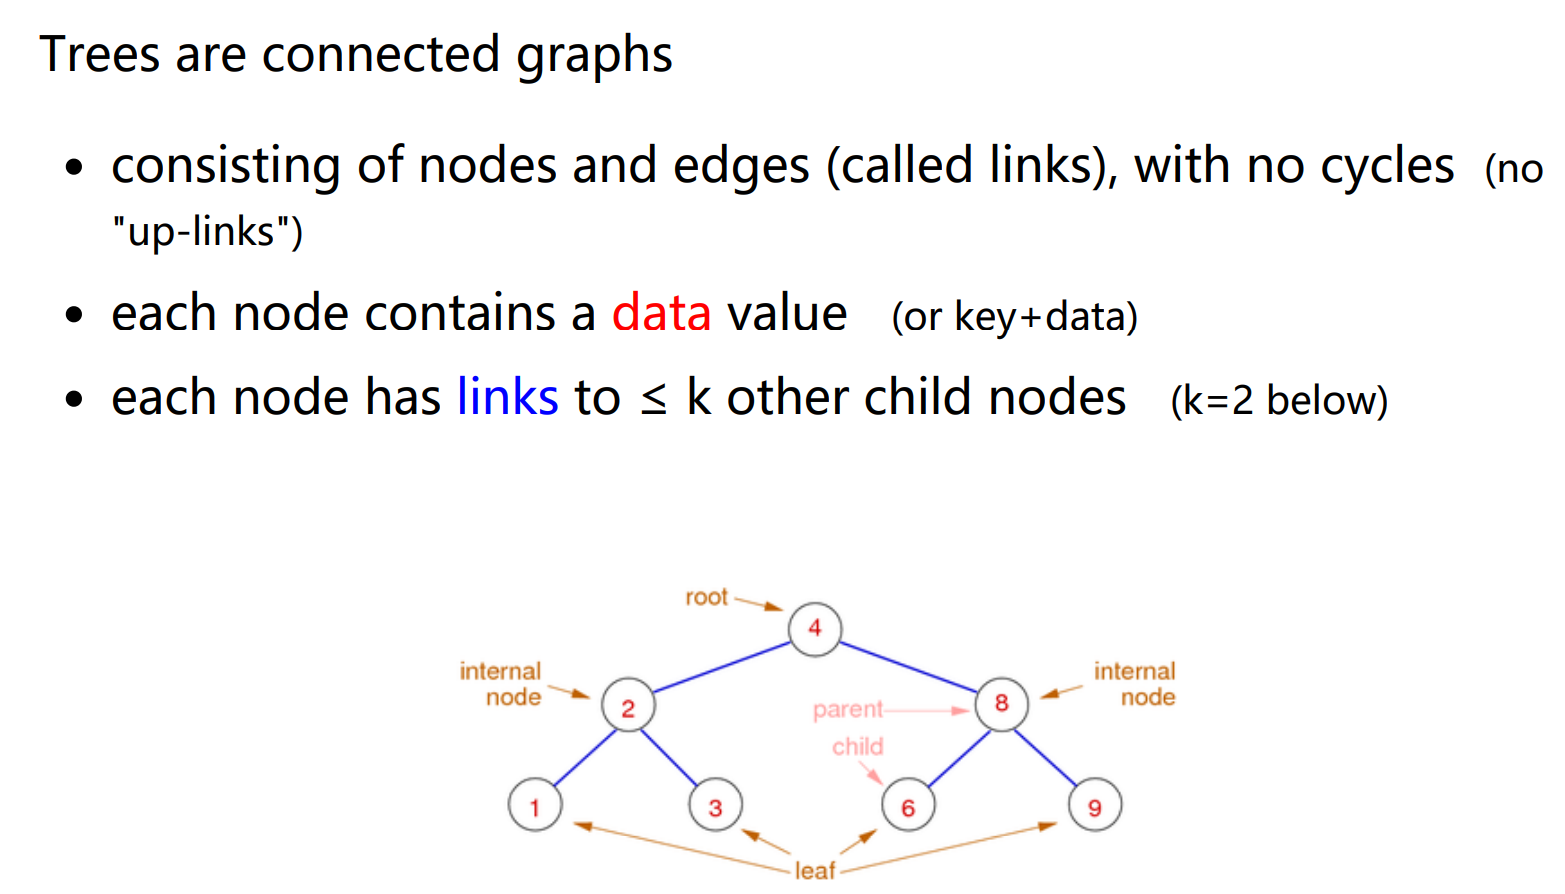 Trees are connected graphs
• consisting of nodes and edges (called links), with no cycles (no
"up-links")
• each node contains a data value (or key+data)
• each node has links to ≤ k other child nodes (k=2 below)
root
4
internal
node
2
parent
8
internal
node
child
1
3
6
9
leaf